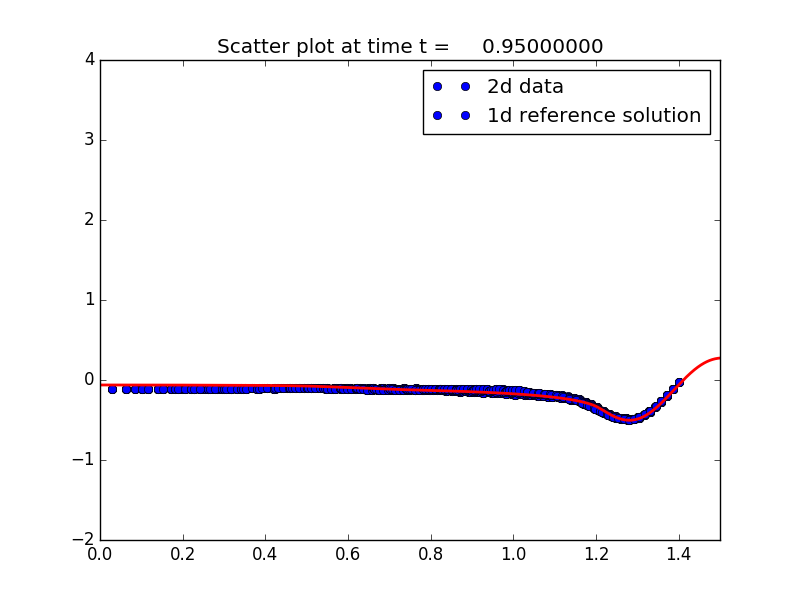 Scatter plot at time t =     0.95000000
4
2d data
1d reference solution
3
2
1
0
−1
−2
0.0 0.2 0.4 0.6 0.8 1.0 1.2 1.4